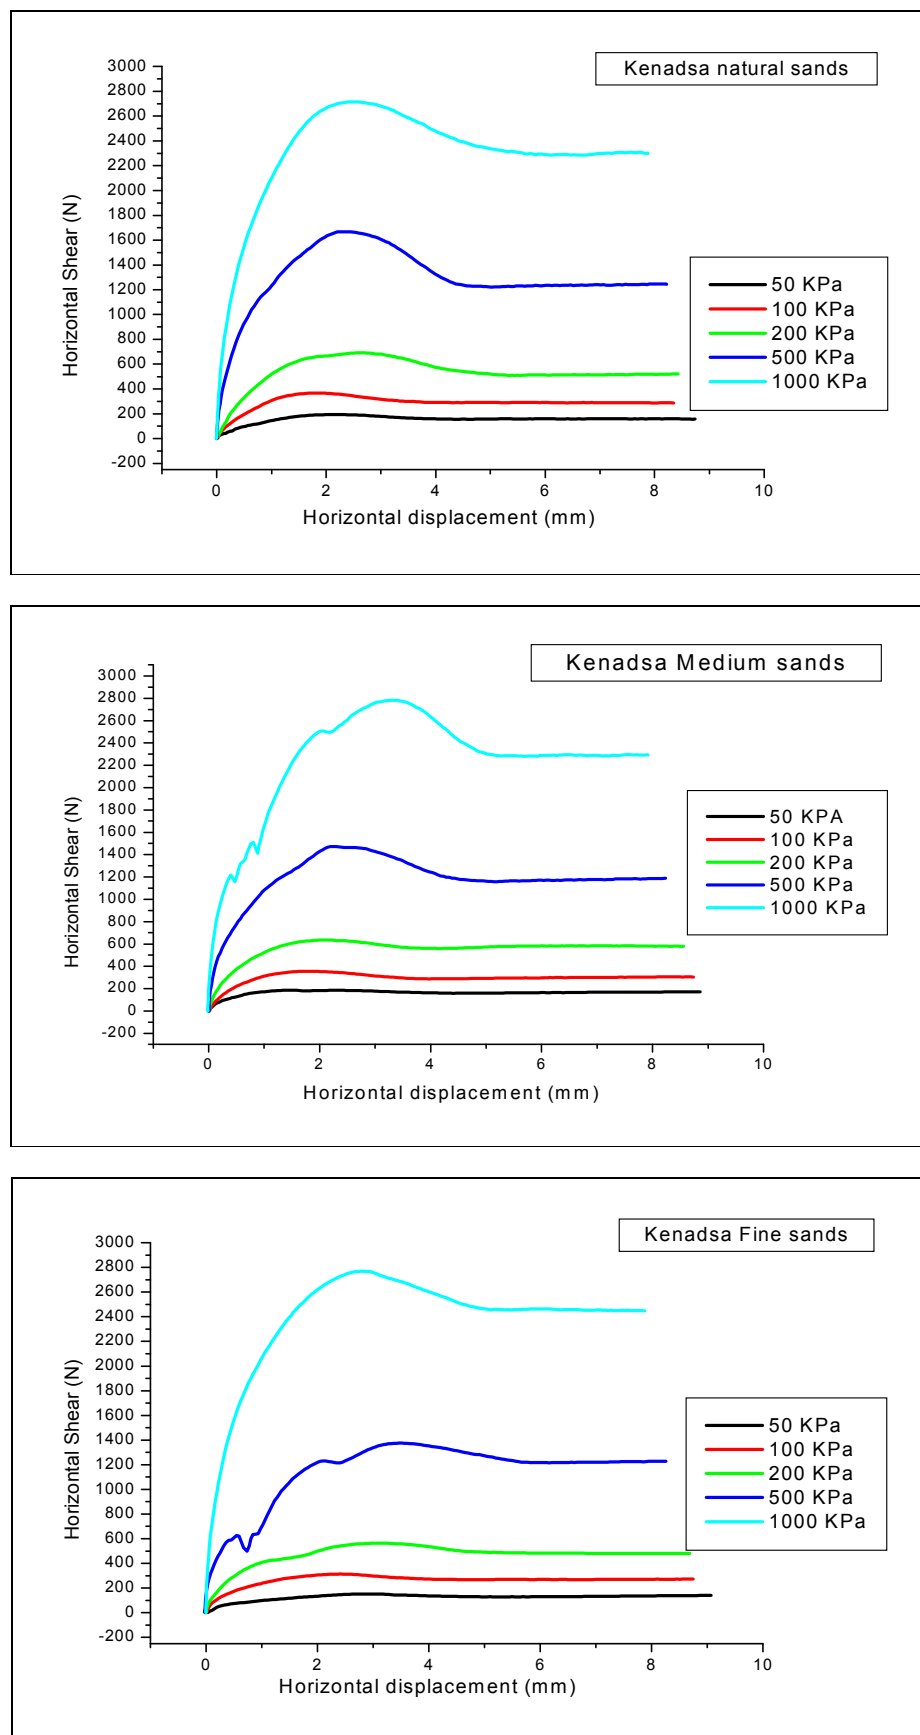 Kenadsa natural sands
3000
2800
2600
2400
2200
2000
1800
1600
1400
1200
1000
800
600
400
200
0
-200
Horizontal Shear (N)
50 KPa
100 KPa
200 KPa
500 KPa
1000 KPa
0 2 4 6 8 10
Horizontal displacement (mm)
Kenadsa Medium sands
3000
2800
2600
2400
2200
2000
1800
1600
1400
1200
1000
800
600
400
200
0
-200
Horizontal Shear (N)
50 KPA
100 KPa
200 KPa
500 KPa
1000 KPa
0 2 4 6 8 10
Horizontal displacement (mm)
Kenadsa Fine sands
3000
2800
2600
2400
2200
2000
1800
1600
1400
1200
1000
800
600
400
200
0
-200
Horizontal Shear (N)
50 KPa
100 KPa
200 KPa
500 KPa
1000 KPa
0 2 4 6 8 10
Horizontal displacement (mm)